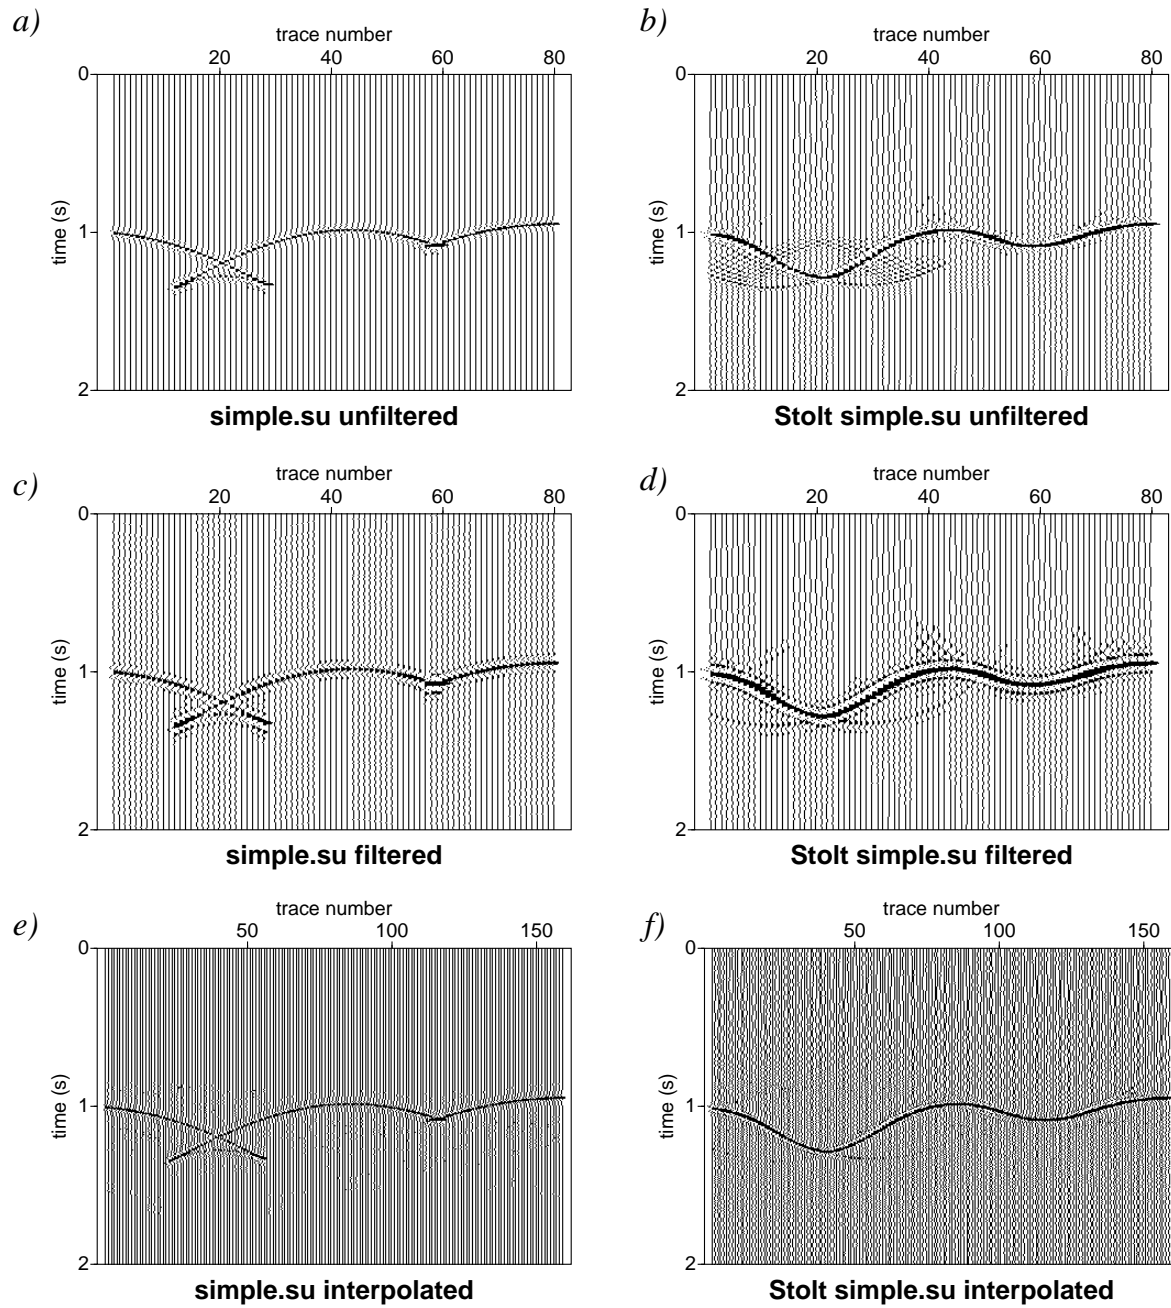 a)
trace number
20 40 60 80
0
1
2
time (s)
simple.su unfiltered
b)
trace number
20 40 60 80
0
1
2
time (s)
Stolt simple.su unfiltered
c)
trace number
20 40 60 80
0
1
2
time (s)
simple.su filtered
d)
trace number
20 40 60 80
0
1
2
time (s)
Stolt simple.su filtered
e)
trace number
50 100 150
0
1
2
time (s)
simple.su interpolated
f)
trace number
50 100 150
0
1
2
time (s)
Stolt simple.su interpolated